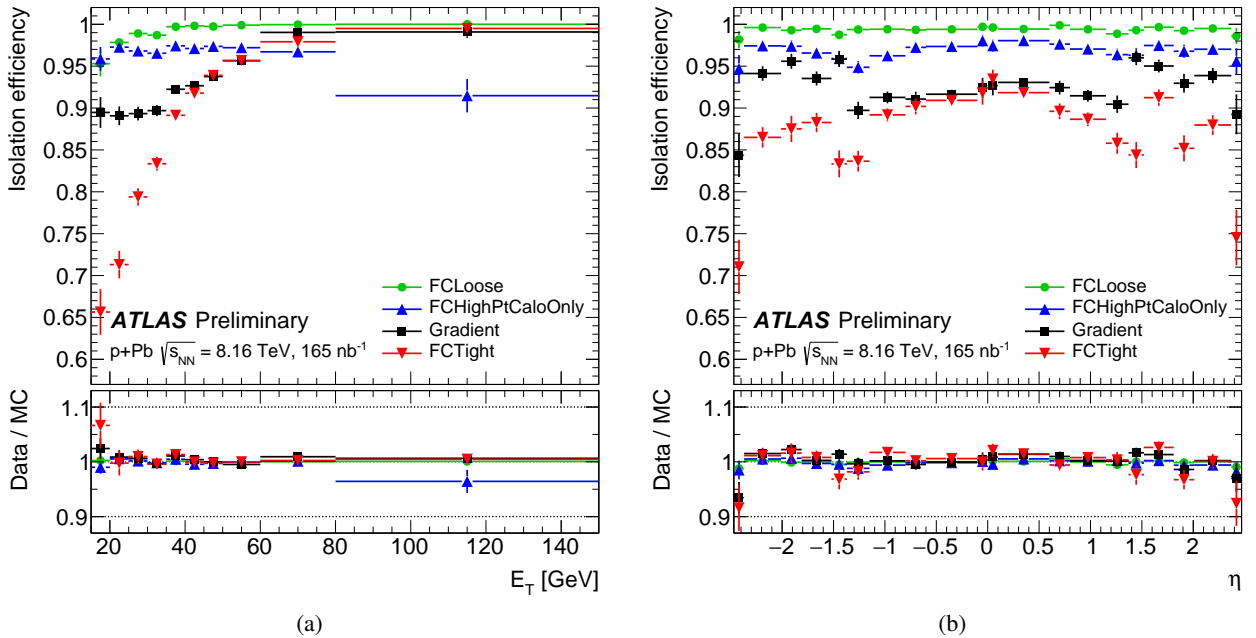 Isolation efficiency
1
0.95
0.9
0.85
0.8
0.75
0.7
0.65
0.6
FCLoose
FCHighPtCaloOnly
Gradient
FCTight
ATLAS Preliminary
p+Pb √s_NN = 8.16 TeV, 165 nb⁻¹
Data / MC
1.1
1
0.9
20 40 60 80 100 120 140
E_T [GeV]
(a)
Isolation efficiency
1
0.95
0.9
0.85
0.8
0.75
0.7
0.65
0.6
FCLoose
FCHighPtCaloOnly
Gradient
FCTight
ATLAS Preliminary
p+Pb √s_NN = 8.16 TeV, 165 nb⁻¹
Data / MC
1.1
1
0.9
−2 −1.5 −1 −0.5 0 0.5 1 1.5 2
η
(b)